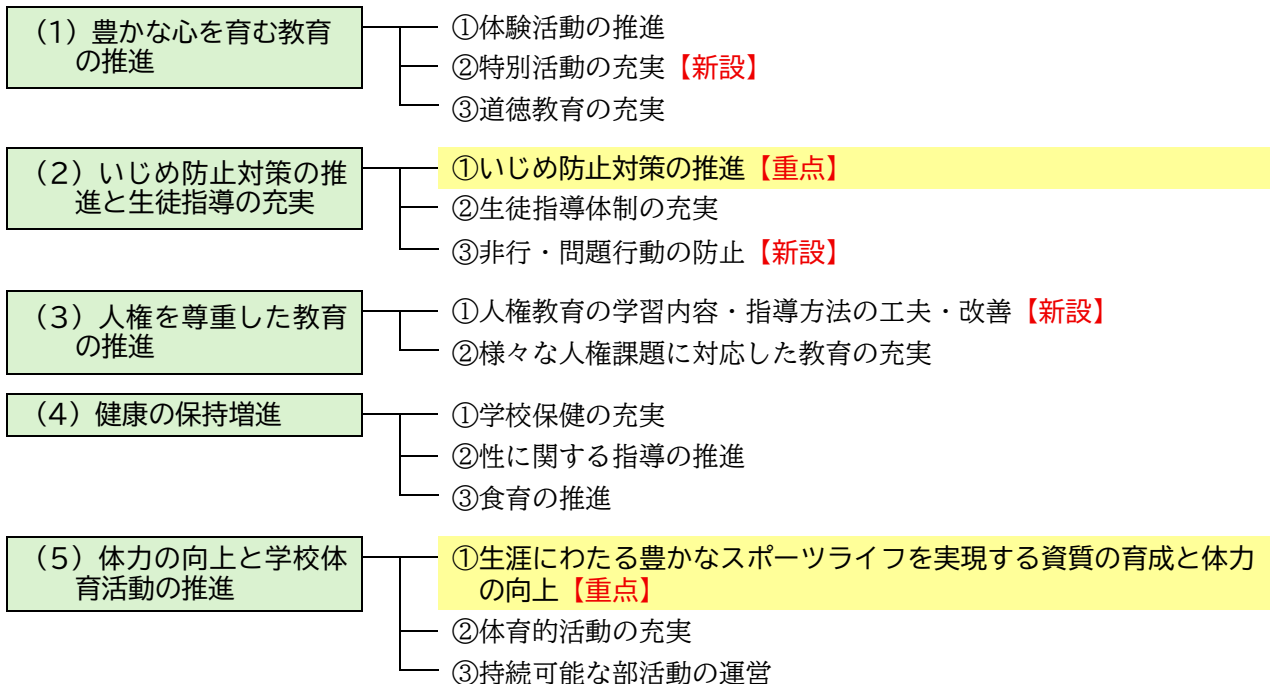 （1）豊かな心を育む教育
の推進
①体験活動の推進
②特別活動の充実【新設】
③道徳教育の充実
（2）いじめ防止対策の推
進と生徒指導の充実
①いじめ防止対策の推進【重点】
②生徒指導体制の充実
③非行・問題行動の防止【新設】
（3）人権を尊重した教育
の推進
①人権教育の学習内容・指導方法の工夫・改善【新設】
②様々な人権課題に対応した教育の充実
（4）健康の保持増進
①学校保健の充実
②性に関する指導の推進
③食育の推進
（5）体力の向上と学校体
育活動の推進
①生涯にわたる豊かなスポーツライフを実現する資質の育成と体力
の向上【重点】
②体育的活動の充実
③持続可能な部活動の運営